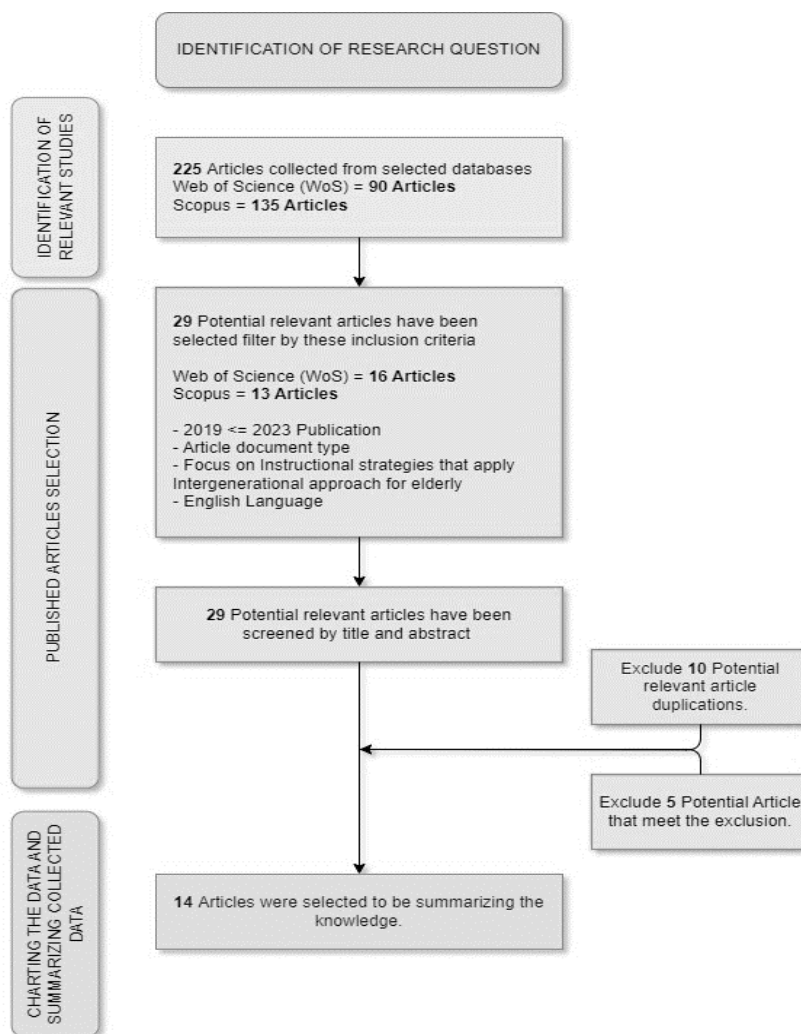 IDENTIFICATION OF RESEARCH QUESTION
IDENTIFICATION OF
RELEVANT STUDIES
225 Articles collected from selected databases
Web of Science (WoS) = 90 Articles
Scopus = 135 Articles
PUBLISHED ARTICLES SELECTION
29 Potential relevant articles have been
selected filter by these inclusion criteria
Web of Science (WoS) = 16 Articles
Scopus = 13 Articles
- 2019 <= 2023 Publication
- Article document type
- Focus on Instructional strategies that apply
Intergenerational approach for elderly
- English Language
29 Potential relevant articles have been
screened by title and abstract
Exclude 10 Potential
relevant article
duplications.
Exclude 5 Potential Article
that meet the exclusion.
CHARTING THE DATA AND
SUMMARIZING COLLECTED
DATA
14 Articles were selected to be summarizing the
knowledge.